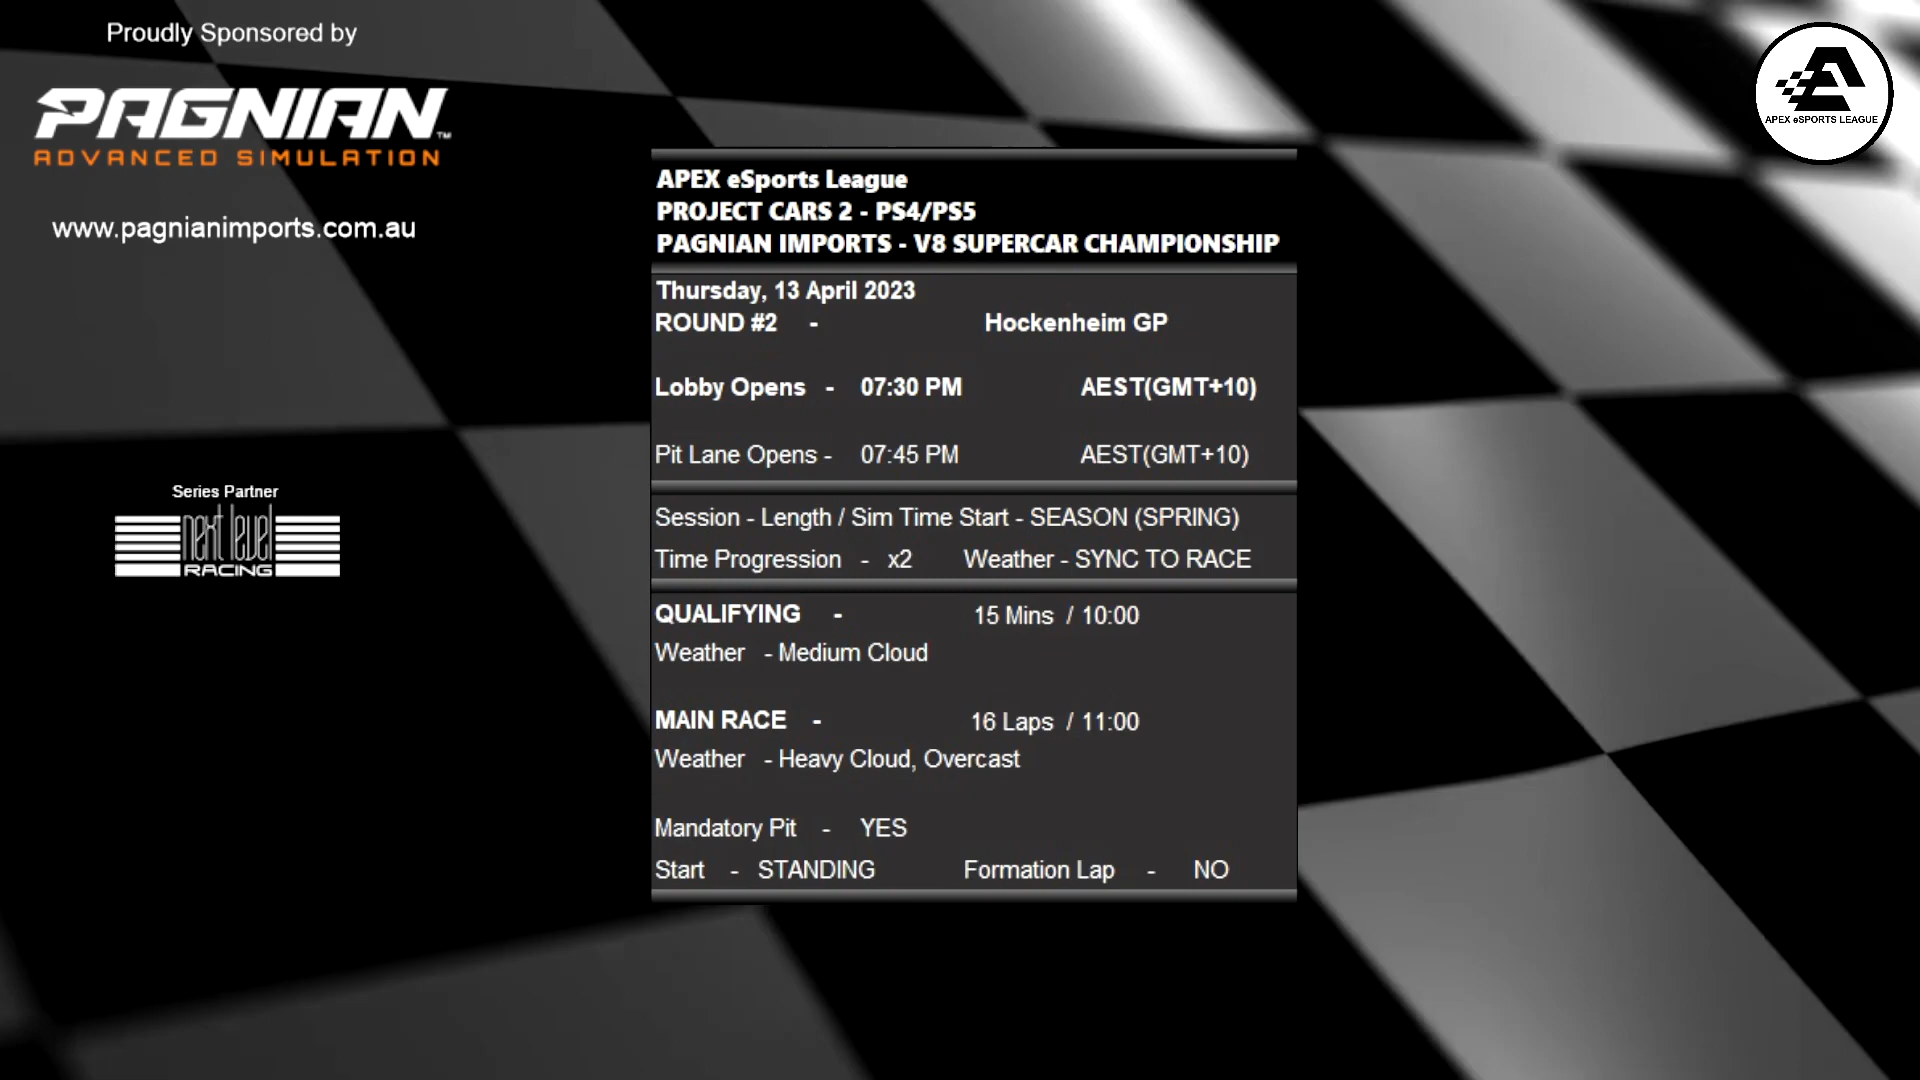 Proudly Sponsored by
PAGNIAN™
ADVANCED SIMULATION
www.pagnianimports.com.au
Series Partner
next level
RACING
APEX eSPORTS LEAGUE
APEX eSports League
PROJECT CARS 2 - PS4/PS5
PAGNIAN IMPORTS - V8 SUPERCAR CHAMPIONSHIP
Thursday, 13 April 2023
ROUND #2 - Hockenheim GP
Lobby Opens - 07:30 PM AEST(GMT+10)
Pit Lane Opens - 07:45 PM AEST(GMT+10)
Session - Length / Sim Time Start - SEASON (SPRING)
Time Progression - x2 Weather - SYNC TO RACE
QUALIFYING - 15 Mins / 10:00
Weather - Medium Cloud
MAIN RACE - 16 Laps / 11:00
Weather - Heavy Cloud, Overcast
Mandatory Pit - YES
Start - STANDING Formation Lap - NO